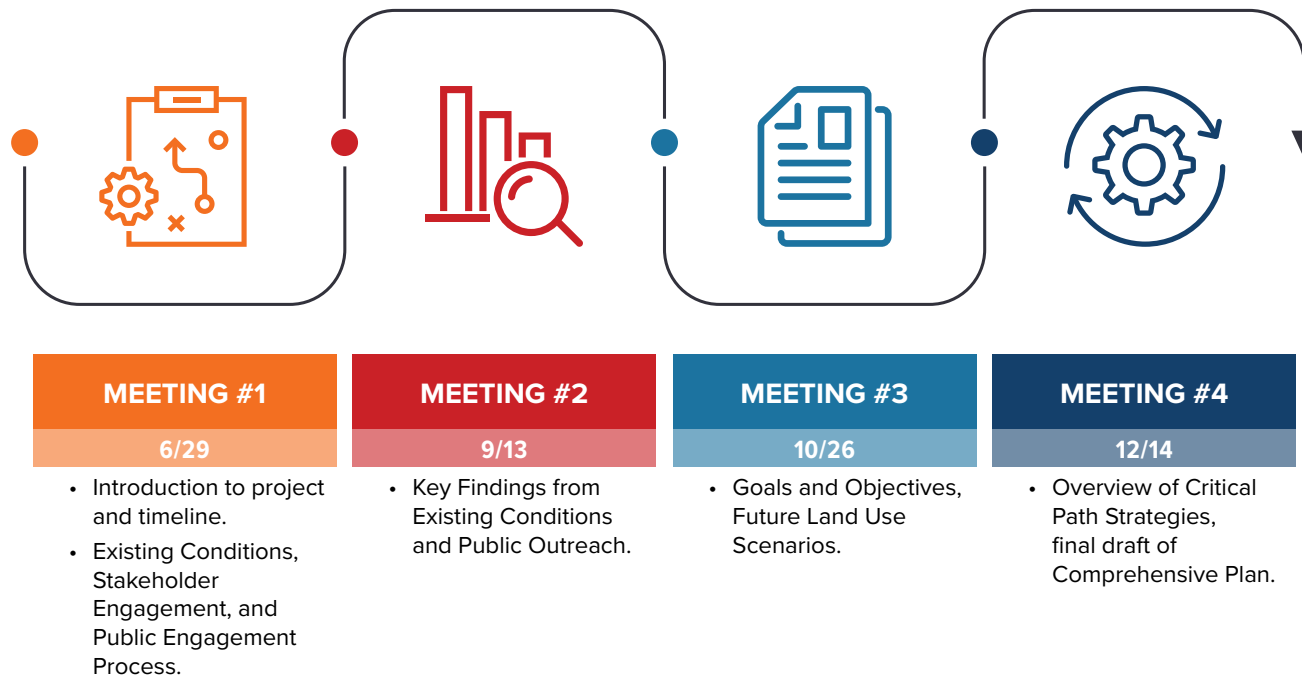 MEETING #1
6/29
• Introduction to project
and timeline.
• Existing Conditions,
Stakeholder
Engagement, and
Public Engagement
Process.
MEETING #2
9/13
• Key Findings from
Existing Conditions
and Public Outreach.
MEETING #3
10/26
• Goals and Objectives,
Future Land Use
Scenarios.
MEETING #4
12/14
• Overview of Critical
Path Strategies,
final draft of
Comprehensive Plan.